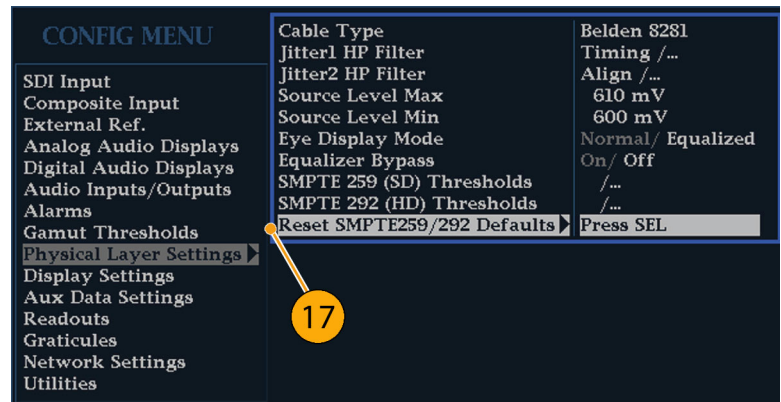 CONFIG MENU
SDI Input
Composite Input
External Ref.
Analog Audio Displays
Digital Audio Displays
Audio Inputs/Outputs
Alarms
Gamut Thresholds
Physical Layer Settings
Display Settings
Aux Data Settings
Readouts
Graticules
Network Settings
Utilities
Cable Type Belden 8281
Jitter1 HP Filter Timing /...
Jitter2 HP Filter Align /...
Source Level Max 610 mV
Source Level Min 600 mV
Eye Display Mode Normal/ Equalized
Equalizer Bypass On/ Off
SMPTE 259 (SD) Thresholds /...
SMPTE 292 (HD) Thresholds /...
Reset SMPTE259/292 Defaults Press SEL
17